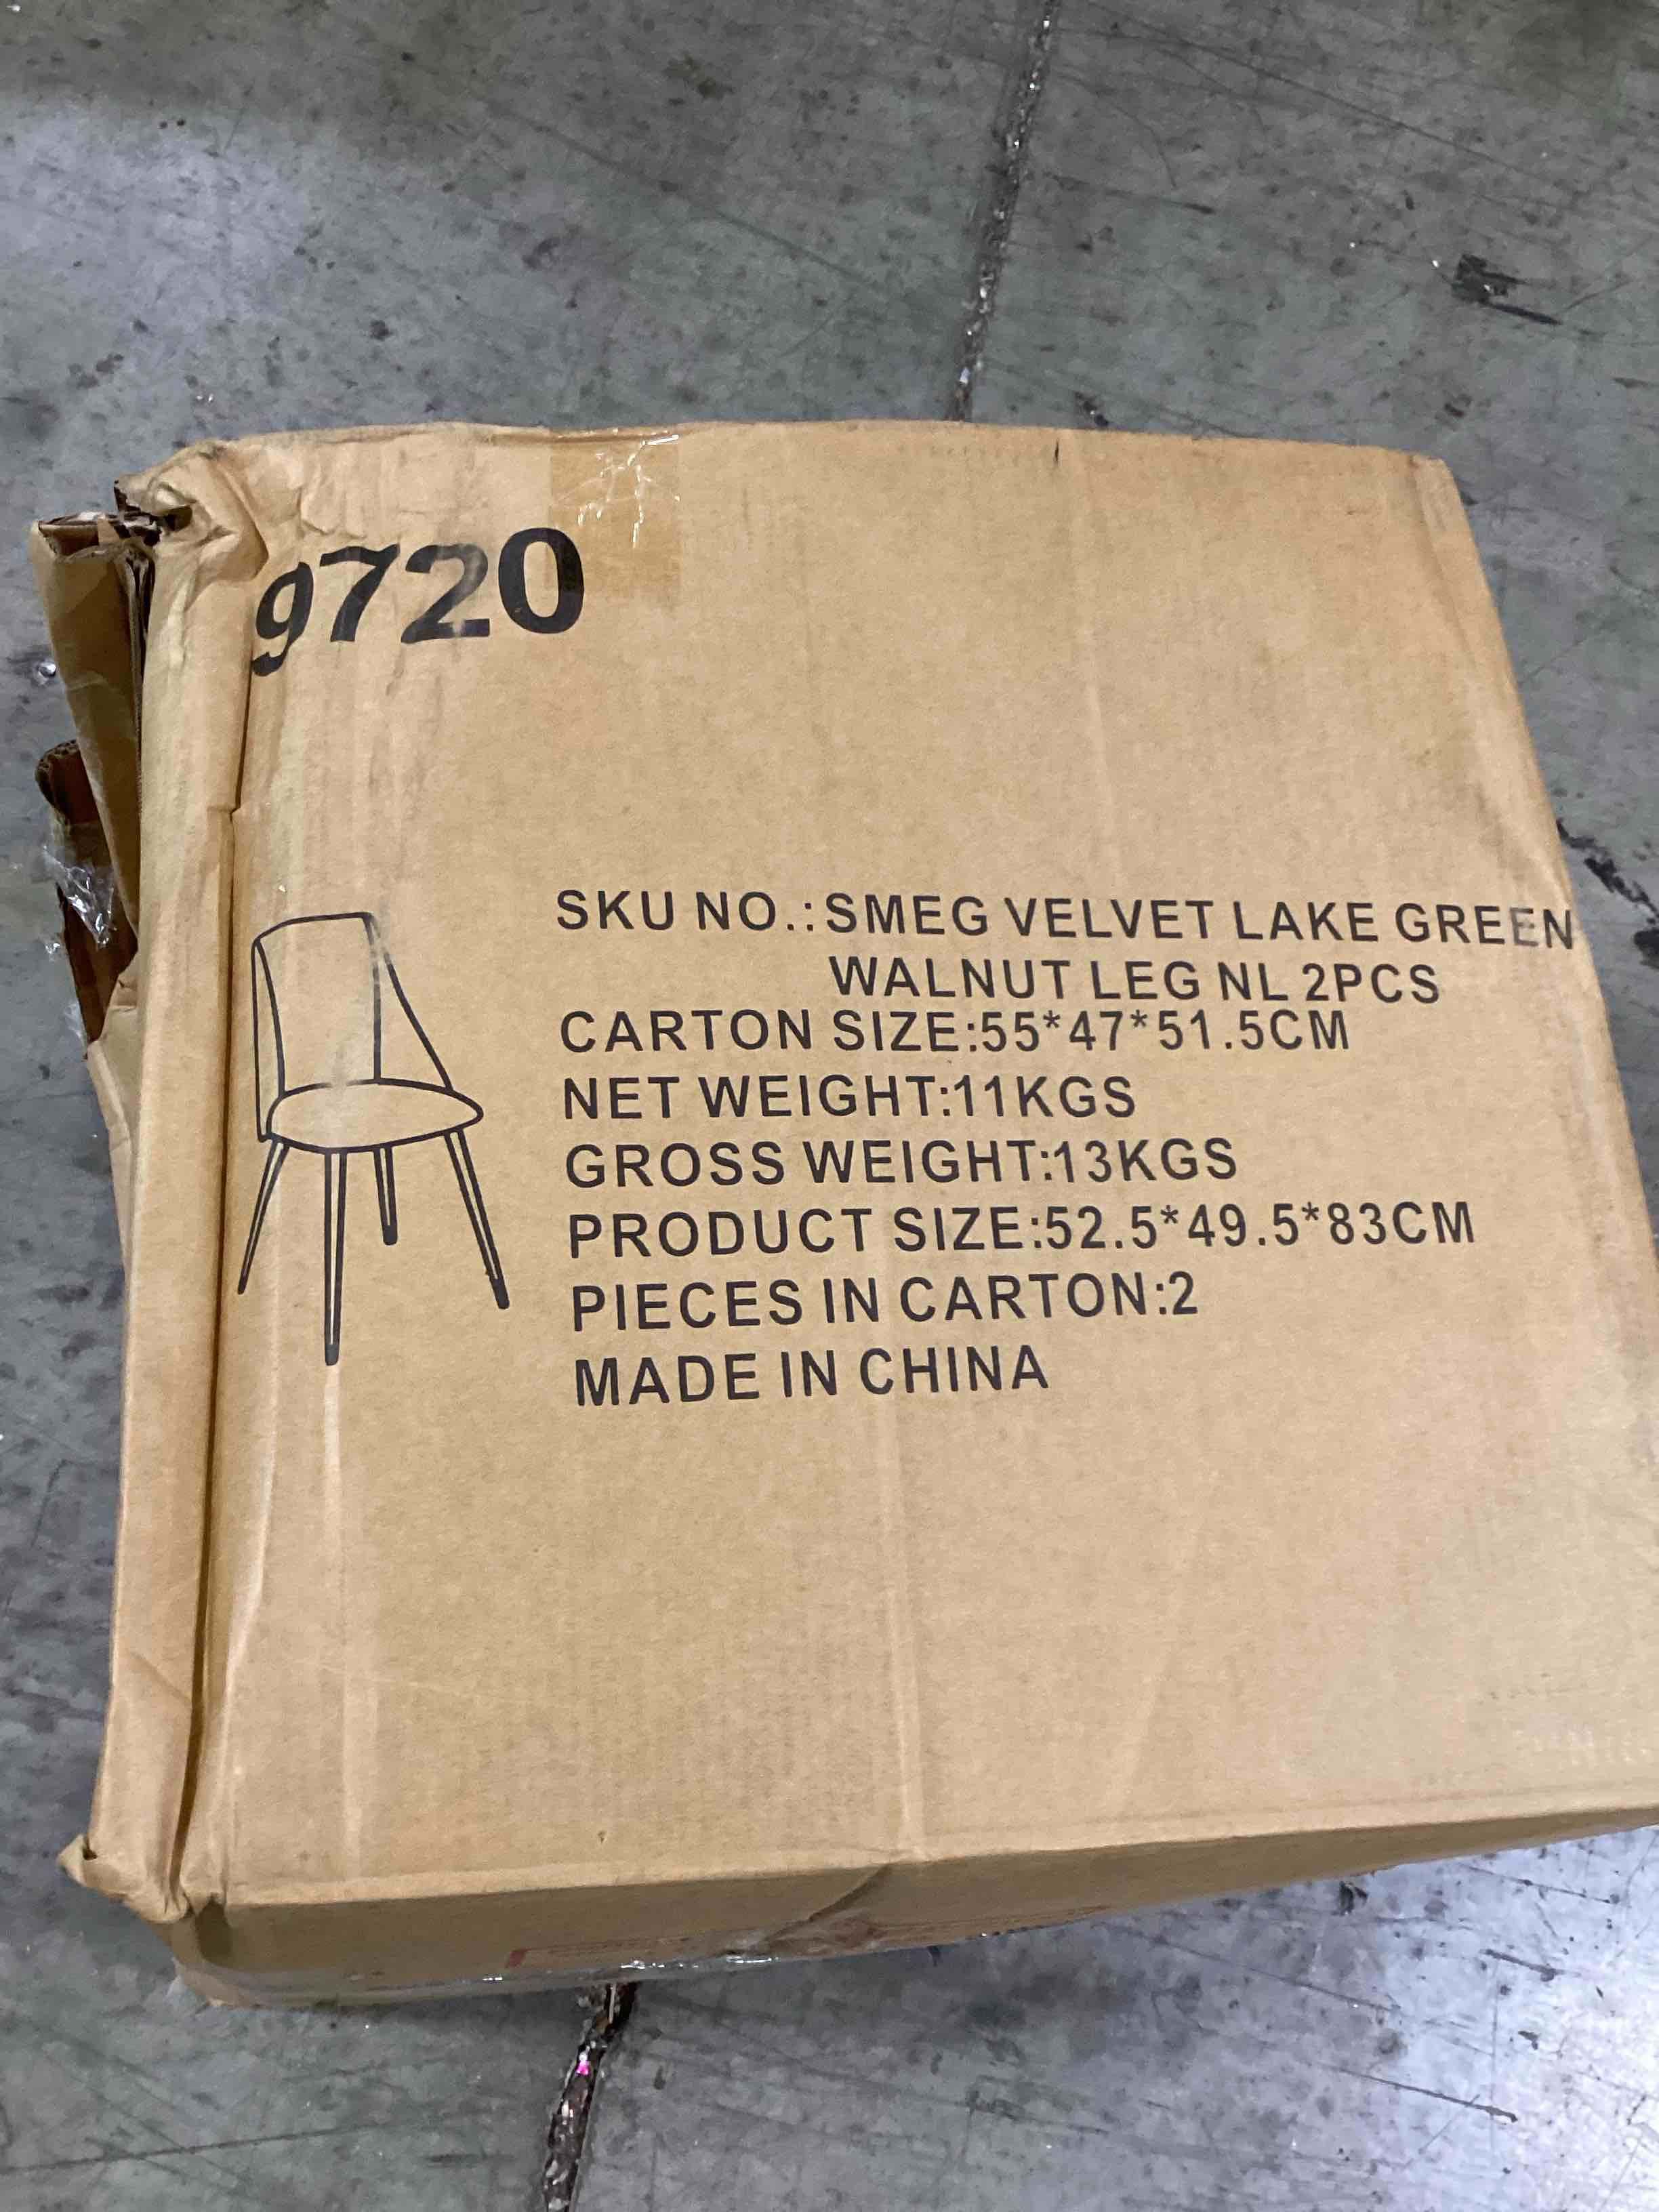 9720
SKU NO.:SMEG VELVET LAKE GREEN
WALNUT LEG NL 2PCS
CARTON SIZE:55*47*51.5CM
NET WEIGHT:11KGS
GROSS WEIGHT:13KGS
PRODUCT SIZE:52.5*49.5*83CM
PIECES IN CARTON:2
MADE IN CHINA